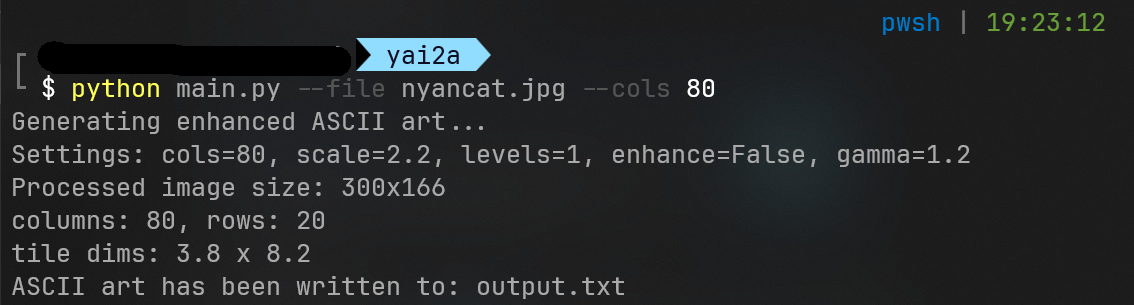 pwsh | 19:23:12
yai2a
$ python main.py --file nyancat.jpg --cols 80
Generating enhanced ASCII art...
Settings: cols=80, scale=2.2, levels=1, enhance=False, gamma=1.2
Processed image size: 300x166
columns: 80, rows: 20
tile dims: 3.8 x 8.2
ASCII art has been written to: output.txt